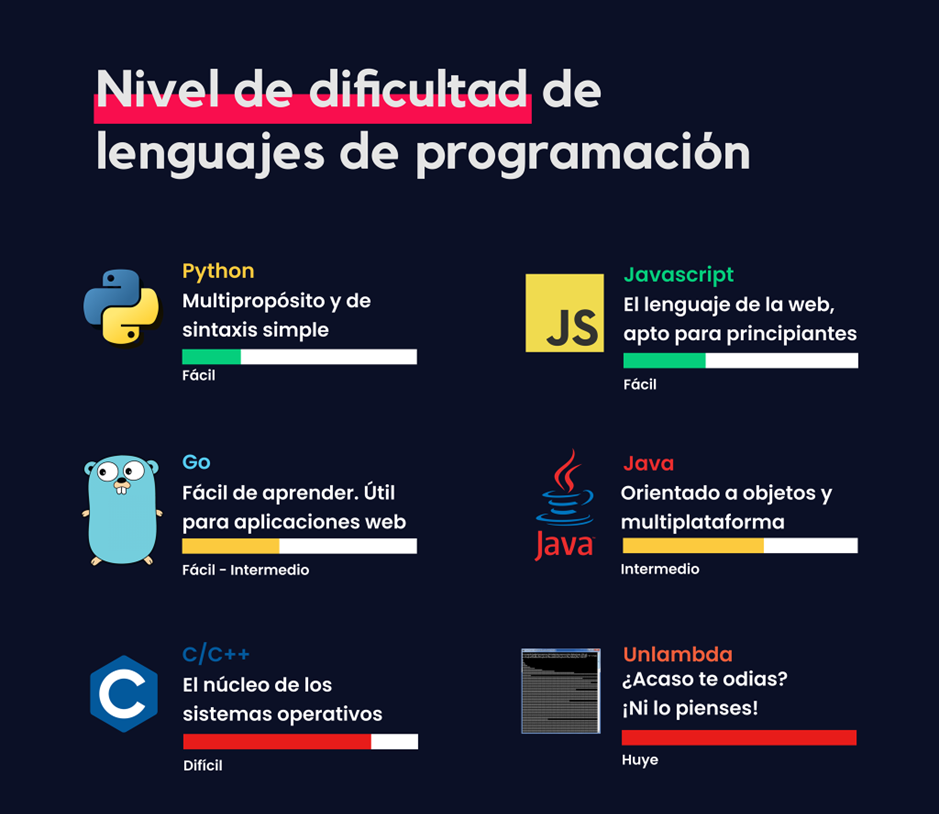 Nivel de dificultad de
lenguajes de programación
Python
Multipropósito y de
sintaxis simple
Fácil
JS
Javascript
El lenguaje de la web,
apto para principiantes
Fácil
Go
Fácil de aprender. Útil
para aplicaciones web
Fácil - Intermedio
Java
Java
Orientado a objetos y
multiplataforma
Intermedio
C
C/C++
El núcleo de los
sistemas operativos
Difícil
Unlambda
¿Acaso te odias?
¡Ni lo pienses!
Huye